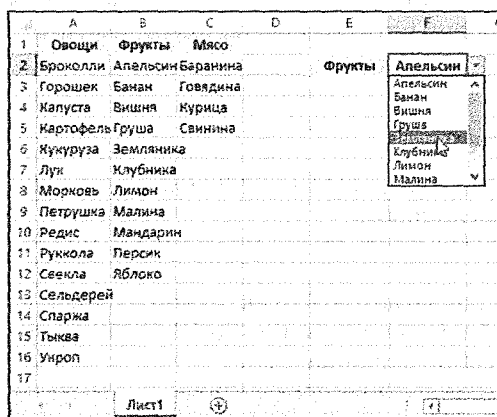 A B C D E F
1 Овощи Фрукты Мясо
2 Броколли Апельсин Баранина Фрукты Апельсин
3 Горошек Банан Говядина Апельсин
4 Капуста Вишня Курица Банан
5 Картофель Груша Свинина Вишня
6 Кукуруза Земляника Груша
7 Лук Клубника Клубника
8 Морковь Лимон Лимон
9 Петрушка Малина Малина
10 Редис Мандарин
11 Руккола Персик
12 Свекла Яблоко
13 Сельдерей
14 Спаржа
15 Тыква
16 Укроп
17
Лист1